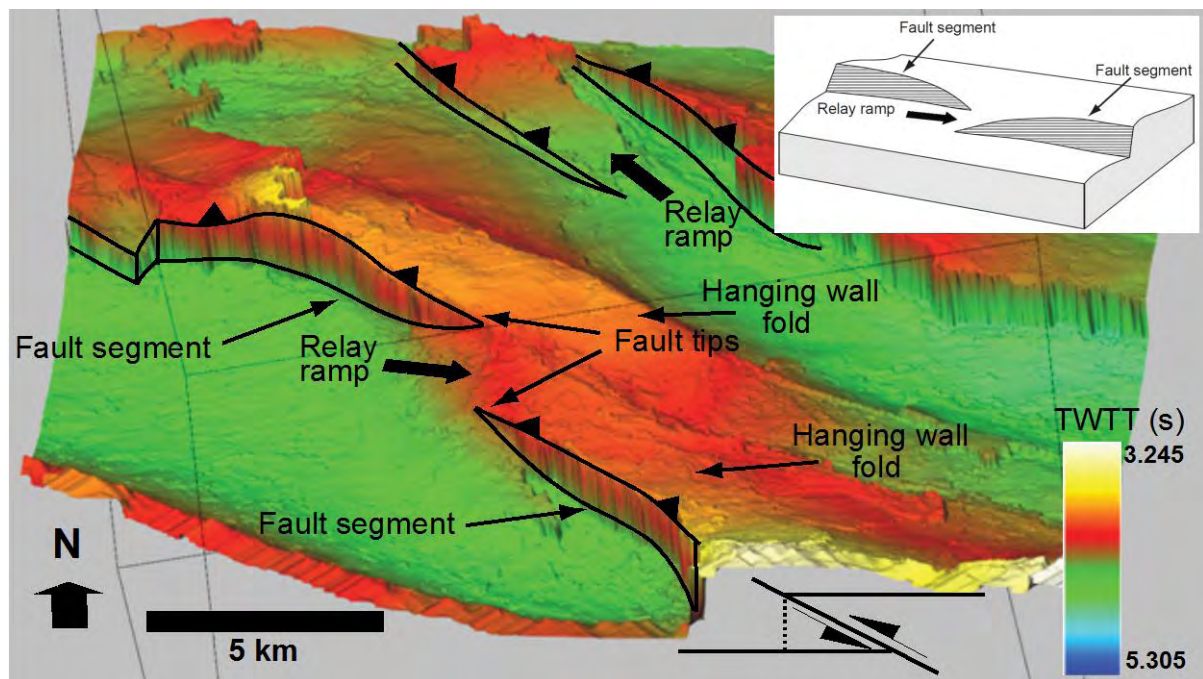 Fault segment
Fault segment
Relay ramp
Relay
ramp
Hanging wall
fold
Fault segment
Relay
ramp
Fault tips
Hanging wall
fold
Fault segment
TWTT (s)
3.245
5.305
N
5 km